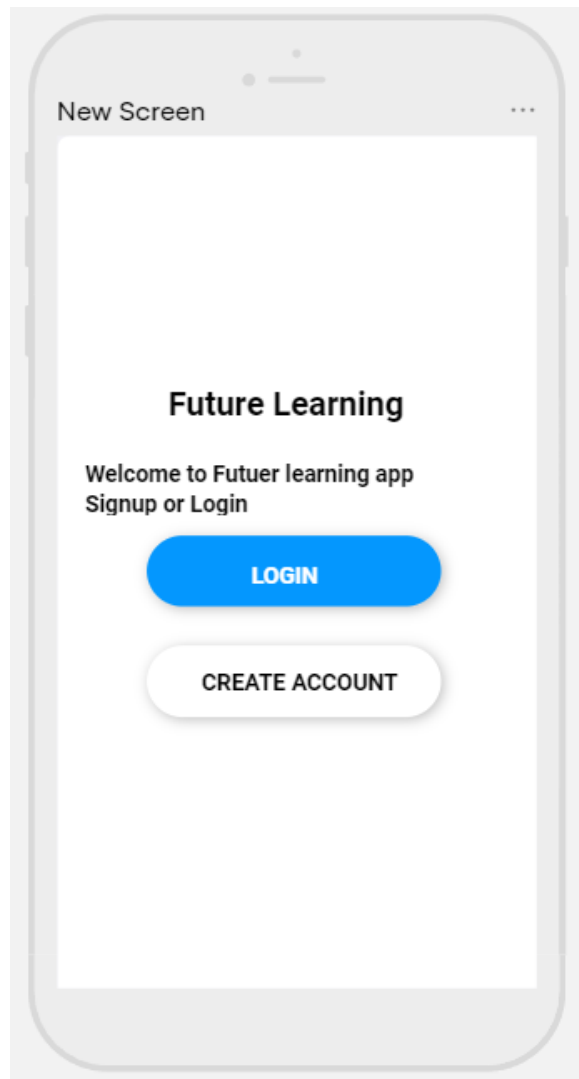 New Screen
Future Learning
Welcome to Futuer learning app
Signup or Login
LOGIN
CREATE ACCOUNT